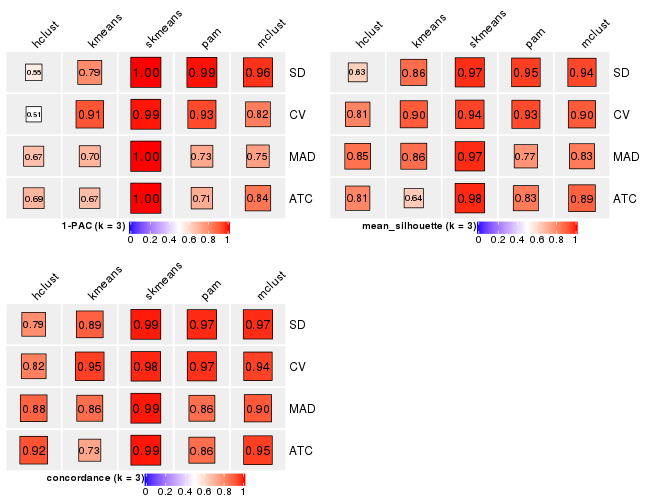 hclust kmeans skmeans pam mclust
0.55 0.79 1.00 0.99 0.96 SD
0.51 0.91 0.99 0.93 0.82 CV
0.67 0.70 1.00 0.73 0.75 MAD
0.69 0.67 1.00 0.71 0.84 ATC
1-PAC (k = 3)
0 0.2 0.4 0.6 0.8 1
hclust kmeans skmeans pam mclust
0.63 0.86 0.97 0.95 0.94 SD
0.81 0.90 0.94 0.93 0.90 CV
0.85 0.86 0.97 0.77 0.83 MAD
0.81 0.64 0.98 0.83 0.89 ATC
mean_silhouette (k = 3)
0 0.2 0.4 0.6 0.8 1
hclust kmeans skmeans pam mclust
0.79 0.89 0.99 0.97 0.97 SD
0.82 0.95 0.98 0.97 0.94 CV
0.88 0.86 0.99 0.86 0.90 MAD
0.92 0.73 0.99 0.86 0.95 ATC
concordance (k = 3)
0 0.2 0.4 0.6 0.8 1